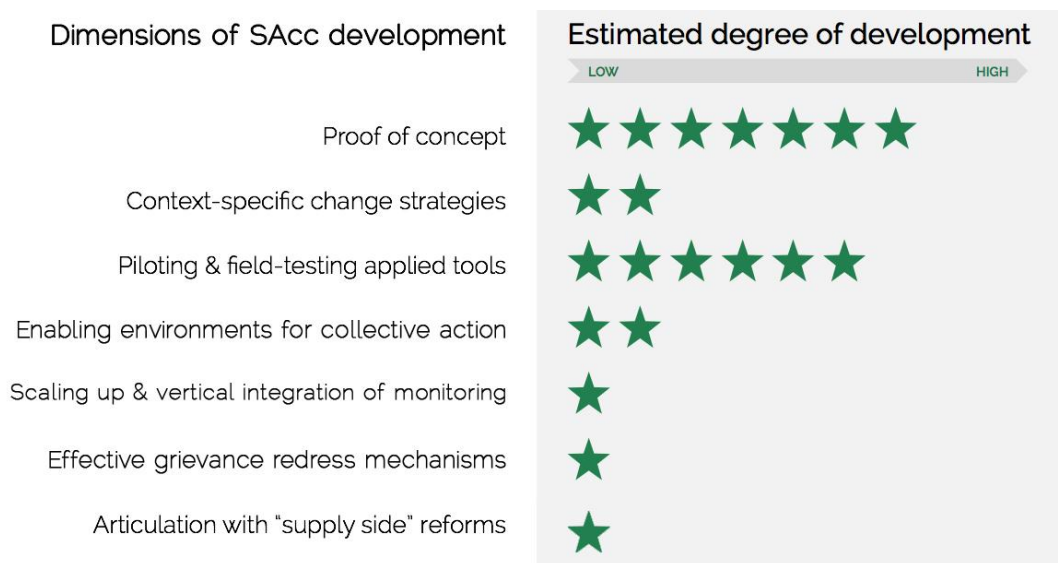 Dimensions of SAcc development
Estimated degree of development
LOW HIGH
Proof of concept
Context-specific change strategies
Piloting & field-testing applied tools
Enabling environments for collective action
Scaling up & vertical integration of monitoring
Effective grievance redress mechanisms
Articulation with “supply side” reforms